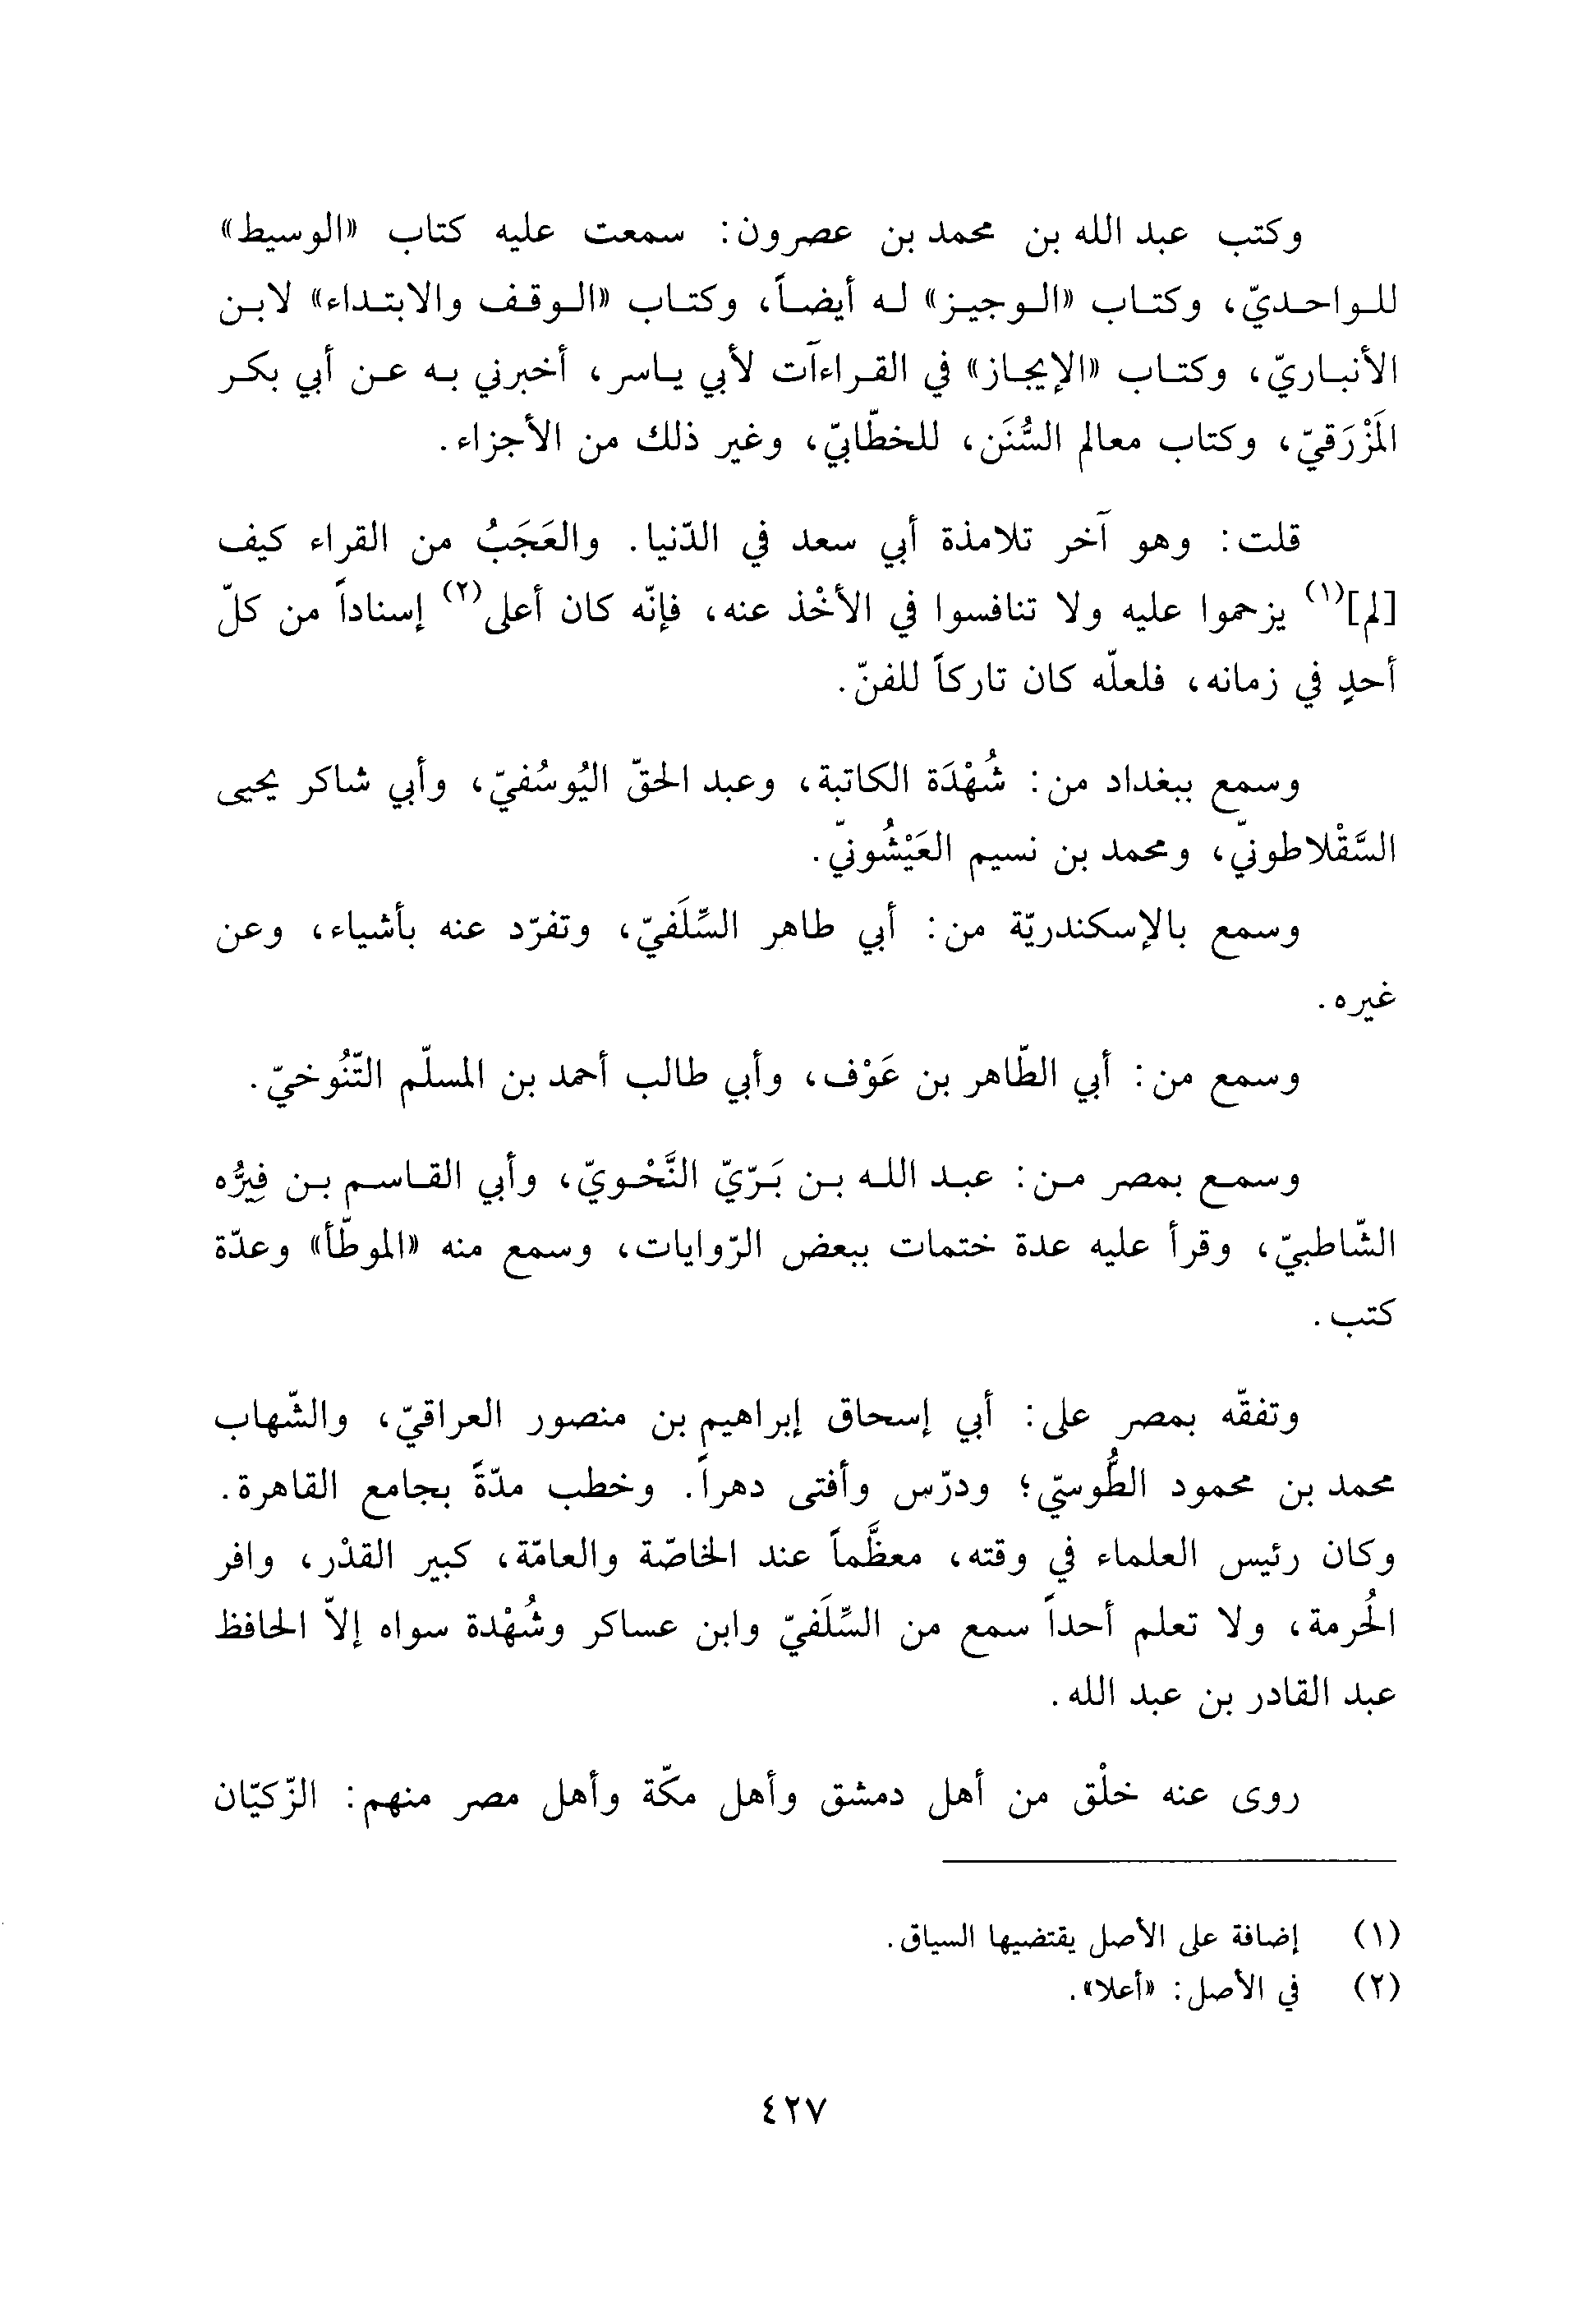 وكتب عبد الله بن محمد بن عصرون: سمعت عليه كتاب «الوسيط»
للواحديّ، وكتاب «الوجيز» له أيضاً، وكتاب «الوقف والابتداء» لابن
الأنباريّ، وكتاب «الإيجاز» في القراءآت لأبي ياسر، أخبرني به عن أبي بكر
المَزْرَقيّ، وكتاب معالم السُّنَن، للخطّابيّ، وغير ذلك من الأجزاء.
قلت: وهو آخر تلامذة أبي سعد في الدّنيا. والعَجَبُ من القراء كيف
[لم]⁽¹⁾ يزحموا عليه ولا تنافسوا في الأخْذ عنه، فإنّه كان أعلى⁽²⁾ إسناداً من كلّ
أحدٍ في زمانه، فلعلّه كان تاركاً للفنّ.
وسمع ببغداد من: شُهْدَة الكاتبة، وعبد الحقّ اليُوسُفيّ، وأبي شاكر يحيى
السَّقْلاطونيّ، ومحمد بن نسيم العَيْشُونيّ.
وسمع بالإسكندريّة من: أبي طاهر السِّلَفيّ، وتفرّد عنه بأشياء، وعن
غيره.
وسمع من: أبي الطّاهر بن عَوْف، وأبي طالب أحمد بن المسلّم التّنُوخيّ.
وسمع بمصر من: عبد الله بن بَرّيّ النَّحْويّ، وأبي القاسم بن فِيرُّه
الشّاطبيّ، وقرأ عليه عدة ختمات ببعض الرّوايات، وسمع منه «الموطّأ» وعدّة
كتب.
وتفقّه بمصر على: أبي إسحاق إبراهيم بن منصور العراقيّ، والشّهاب
محمد بن محمود الطُّوسيّ؛ ودرّس وأفتى دهراً. وخطب مدّةً بجامع القاهرة.
وكان رئيس العلماء في وقته، معظَّماً عند الخاصّة والعامّة، كبير القدْر، وافر
الحُرمة، ولا تعلم أحداً سمع من السِّلَفيّ وابن عساكر وشُهْدة سواه إلاّ الحافظ
عبد القادر بن عبد الله.
روى عنه خلْق من أهل دمشق وأهل مكّة وأهل مصر منهم: الزّكيّان
(١) إضافة على الأصل يقتضيها السياق.
(٢) في الأصل: «أعلا».
٤٢٧